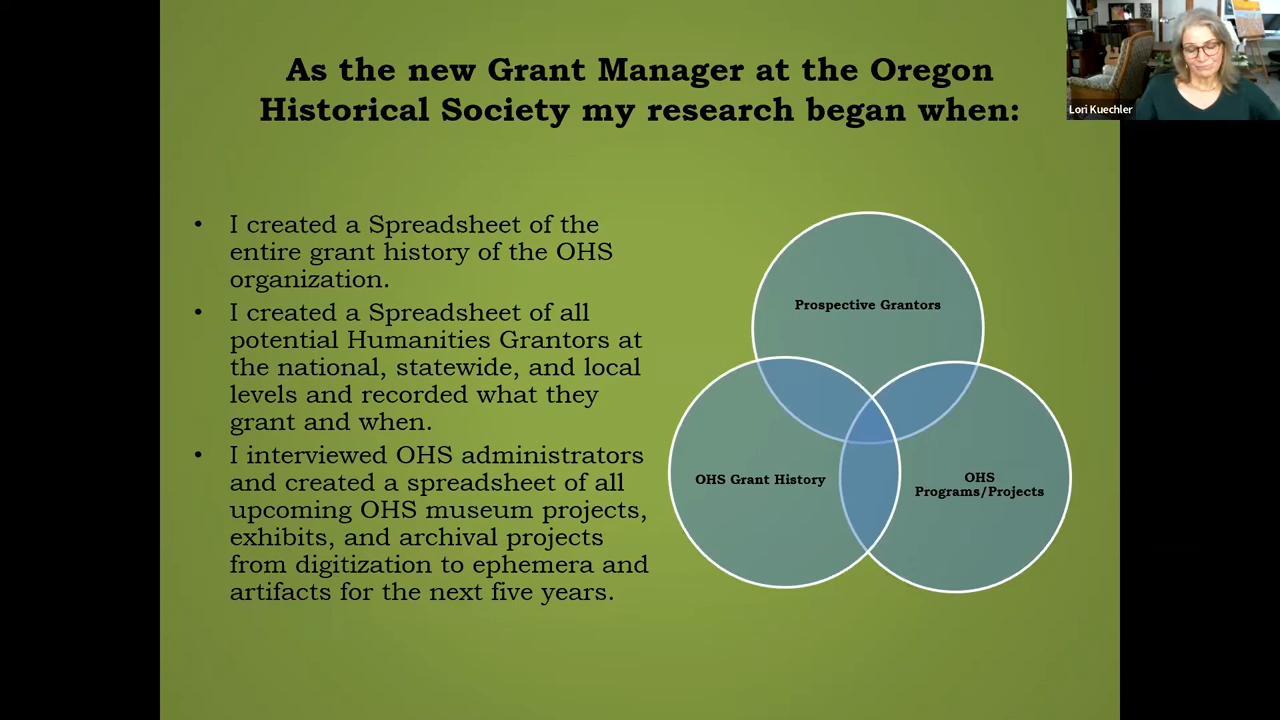 As the new Grant Manager at the Oregon
Historical Society my research began when:
Lori Kuechler
• I created a Spreadsheet of the
entire grant history of the OHS
organization.
• I created a Spreadsheet of all
potential Humanities Grantors at
the national, statewide, and local
levels and recorded what they
grant and when.
• I interviewed OHS administrators
and created a spreadsheet of all
upcoming OHS museum projects,
exhibits, and archival projects
from digitization to ephemera and
artifacts for the next five years.
Prospective Grantors
OHS Grant History
OHS
Programs/Projects